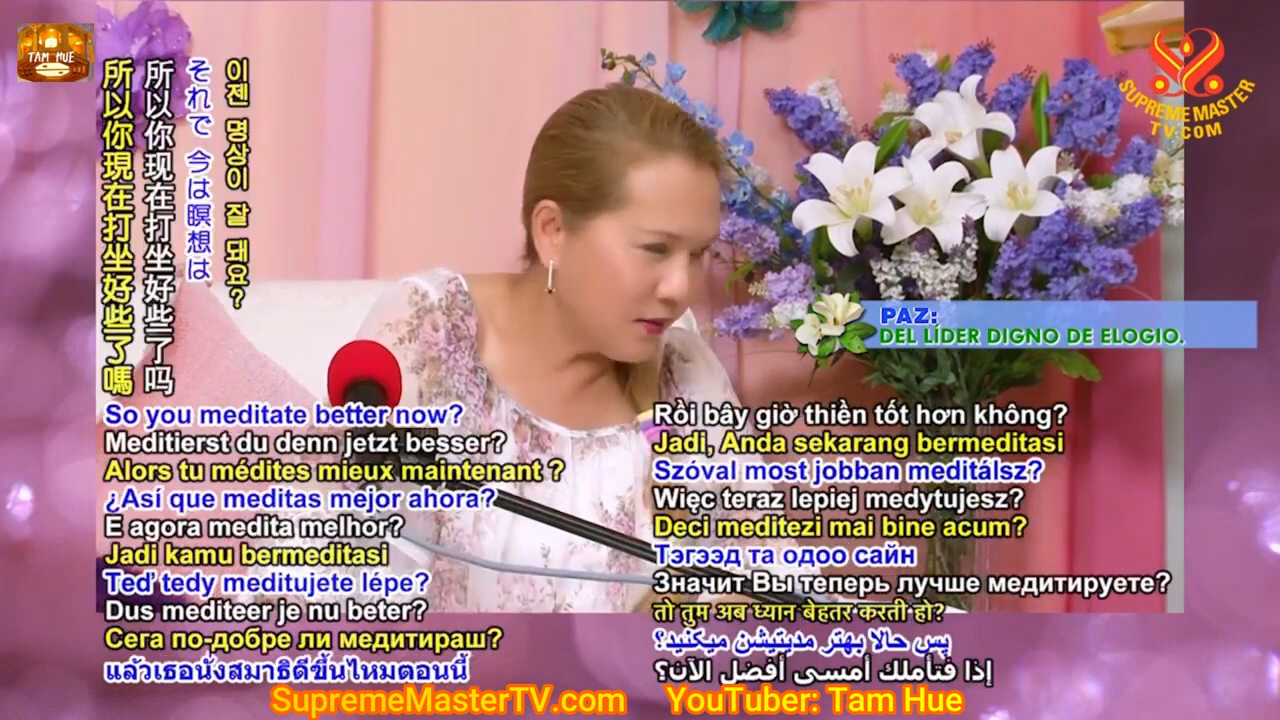 TAM HUE
所以你現在打坐好些了嗎
所以你现在打坐好些了吗
それで 今は瞑想は
이젠 명상이 잘 돼요?
SUPREME MASTER
TV.COM
PAZ:
DEL LÍDER DIGNO DE ELOGIO.
So you meditate better now?
Meditierst du denn jetzt besser?
Alors tu médites mieux maintenant ?
¿Así que meditas mejor ahora?
E agora medita melhor?
Jadi kamu bermeditasi
Teď tedy meditujete lépe?
Dus mediteer je nu beter?
Сега по-добре ли медитираш?
แล้วเธอนั่งสมาธิดีขึ้นไหมตอนนี้
Rồi bây giờ thiền tốt hơn không?
Jadi, Anda sekarang bermeditasi
Szóval most jobban meditálsz?
Więc teraz lepiej medytujesz?
Deci meditezi mai bine acum?
Тэгээд та одоо сайн
Значит Вы теперь лучше медитируете?
तो तुम अब ध्यान बेहतर करती हो?
پس حالا بهتر مدیتیشن میکنید؟
إذا فتأملك أمسى أفضل الآن؟
SupremeMasterTV.com YouTuber: Tam Hue